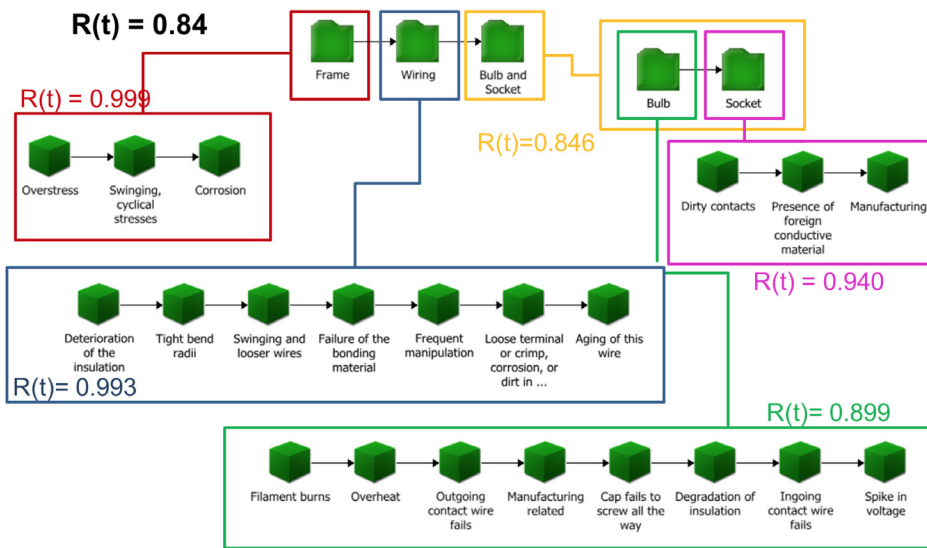 R(t) = 0.84
Frame
Wiring
Bulb and
Socket
Bulb
Socket
R(t) = 0.999
R(t)=0.846
Overstress
Swinging,
cyclical
stresses
Corrosion
Dirty contacts
Presence of
foreign
conductive
material
Manufacturing
R(t)= 0.940
Deterioration
of the
insulation
Tight bend
radii
Swinging and
looser wires
Failure of the
bonding
material
Frequent
manipulation
Loose terminal
or crimp,
corrosion, or
dirt in ...
Aging of this
wire
R(t)= 0.993
R(t)= 0.899
Filament burns
Overheat
Outgoing
contact wire
fails
Manufacturing
related
Cap fails to
screw all the
way
Degradation of
insulation
Ingoing
contact wire
fails
Spike in
voltage